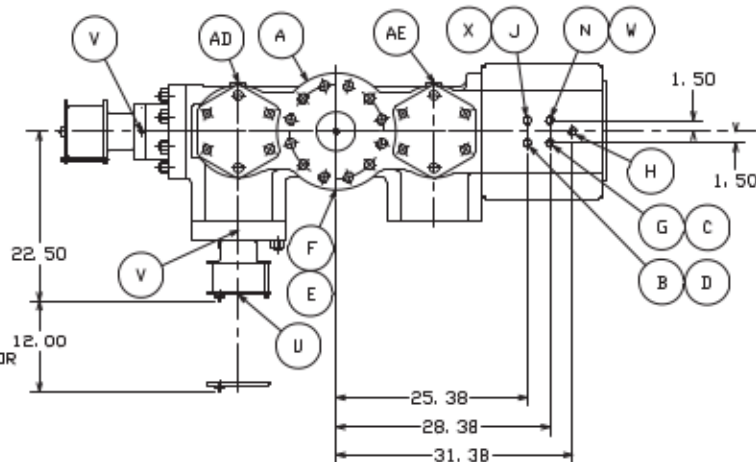 V AD A AE X J N W
1.50
H
1.50
G C
F
22.50
V
B D
E
U
12.00
OR
25.38
28.38
31.38